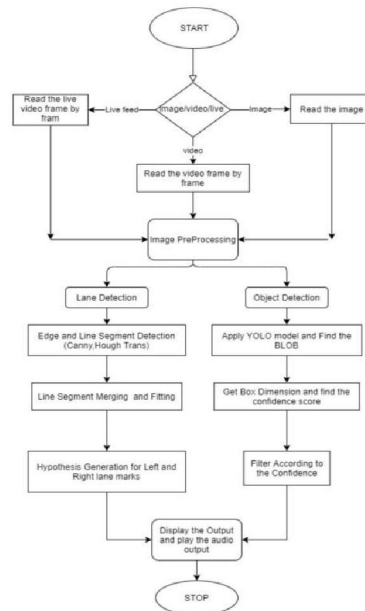 START
Read the live
video frame by
fram
Live feed
image/video/live
Image
Read the image
video
Read the video frame by
frame
Image PreProcessing
Lane Detection
Object Detection
Edge and Line Segment Detection
(Canny,Hough Trans)
Apply YOLO model and Find the
BLOB
Line Segment Merging and Fitting
Get Box Dimension and find the
confidence score
Hypothesis Generation for Left and
Right lane marks
Filter According to
the Confidence
Display the Output
and play the audio
output
STOP